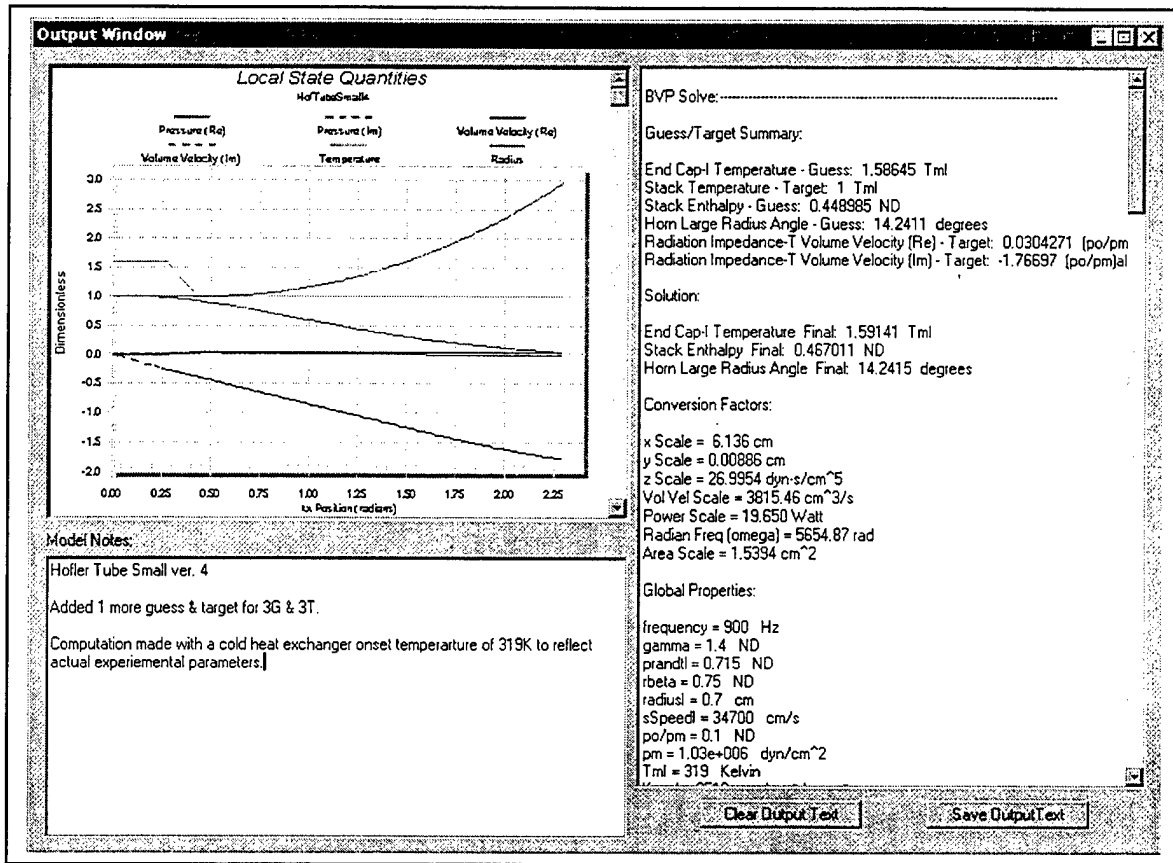 Output Window
Local State Quantities
HofTubeSmall4
Pressure (Re)
Pressure (Im)
Volume Velocity (Re)
Volume Velocity (Im)
Temperature
Radius
Dimensionless
3.0
2.5
2.0
1.5
1.0
0.5
0.0
-0.5
-1.0
-1.5
-2.0
0.00 0.25 0.50 0.75 1.00 1.25 1.50 1.75 2.00 2.25
kx Position (radians)
Model Notes:
Hofler Tube Small ver. 4
Added 1 more guess & target for 3G & 3T.
Computation made with a cold heat exchanger onset temperarture of 319K to reflect
actual experiemental parameters.
BVP Solve:------------------------------------------------------------
Guess/Target Summary:
End Cap-I Temperature - Guess: 1.58645 Tml
Stack Temperature - Target: 1 Tml
Stack Enthalpy - Guess: 0.448985 ND
Horn Large Radius Angle - Guess: 14.2411 degrees
Radiation Impedance-T Volume Velocity (Re) - Target: 0.0304271 (po/pm
Radiation Impedance-T Volume Velocity (Im) - Target: -1.76697 (po/pm)al
Solution:
End Cap-I Temperature Final: 1.59141 Tml
Stack Enthalpy Final: 0.467011 ND
Horn Large Radius Angle Final: 14.2415 degrees
Conversion Factors:
x Scale = 6.136 cm
y Scale = 0.00886 cm
z Scale = 26.9954 dyn-s/cm^5
Vol Vel Scale = 3815.46 cm^3/s
Power Scale = 19.650 Watt
Radian Freq (omega) = 5654.87 rad
Area Scale = 1.5394 cm^2
Global Properties:
frequency = 900 Hz
gamma = 1.4 ND
prandtl = 0.715 ND
rbeta = 0.75 ND
radiusl = 0.7 cm
sSpeedl = 34700 cm/s
po/pm = 0.1 ND
pm = 1.03e+006 dyn/cm^2
Tml = 319 Kelvin
Clear Output Text
Save OutputText